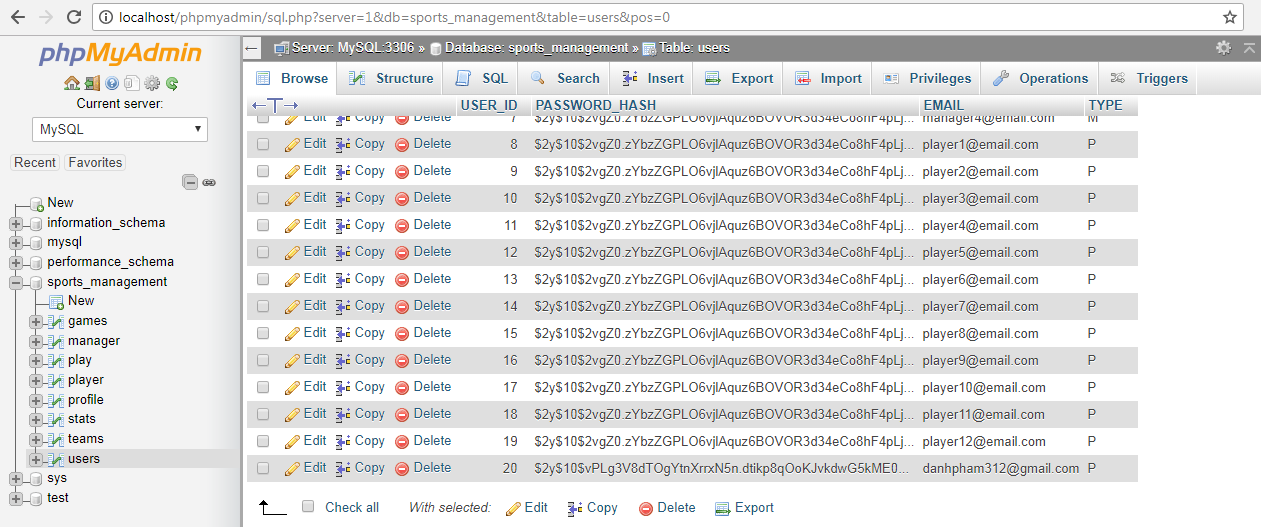 localhost/phpmyadmin/sql.php?server=1&db=sports_management&table=users&pos=0
phpMyAdmin
Current server:
MySQL
Recent Favorites
New
information_schema
mysql
performance_schema
sports_management
New
games
manager
play
player
profile
stats
teams
users
sys
test
Server: MySQL:3306 » Database: sports_management » Table: users
Browse Structure SQL Search Insert Export Import Privileges Operations Triggers
USER_ID PASSWORD_HASH EMAIL TYPE
Edit Copy Delete 7 $2y$10$2vgZ0.zYbzZGPLO6vjlAquz6BOVOR3d34eCo8hF4pLj... manager4@email.com M
Edit Copy Delete 8 $2y$10$2vgZ0.zYbzZGPLO6vjlAquz6BOVOR3d34eCo8hF4pLj... player1@email.com P
Edit Copy Delete 9 $2y$10$2vgZ0.zYbzZGPLO6vjlAquz6BOVOR3d34eCo8hF4pLj... player2@email.com P
Edit Copy Delete 10 $2y$10$2vgZ0.zYbzZGPLO6vjlAquz6BOVOR3d34eCo8hF4pLj... player3@email.com P
Edit Copy Delete 11 $2y$10$2vgZ0.zYbzZGPLO6vjlAquz6BOVOR3d34eCo8hF4pLj... player4@email.com P
Edit Copy Delete 12 $2y$10$2vgZ0.zYbzZGPLO6vjlAquz6BOVOR3d34eCo8hF4pLj... player5@email.com P
Edit Copy Delete 13 $2y$10$2vgZ0.zYbzZGPLO6vjlAquz6BOVOR3d34eCo8hF4pLj... player6@email.com P
Edit Copy Delete 14 $2y$10$2vgZ0.zYbzZGPLO6vjlAquz6BOVOR3d34eCo8hF4pLj... player7@email.com P
Edit Copy Delete 15 $2y$10$2vgZ0.zYbzZGPLO6vjlAquz6BOVOR3d34eCo8hF4pLj... player8@email.com P
Edit Copy Delete 16 $2y$10$2vgZ0.zYbzZGPLO6vjlAquz6BOVOR3d34eCo8hF4pLj... player9@email.com P
Edit Copy Delete 17 $2y$10$2vgZ0.zYbzZGPLO6vjlAquz6BOVOR3d34eCo8hF4pLj... player10@email.com P
Edit Copy Delete 18 $2y$10$2vgZ0.zYbzZGPLO6vjlAquz6BOVOR3d34eCo8hF4pLj... player11@email.com P
Edit Copy Delete 19 $2y$10$2vgZ0.zYbzZGPLO6vjlAquz6BOVOR3d34eCo8hF4pLj... player12@email.com P
Edit Copy Delete 20 $2y$10$vPLg3V8dTOgYtnXrrxN5n.dtikp8qOoKJvkdwG5kME0... danhpham312@gmail.com P
Check all With selected: Edit Copy Delete Export